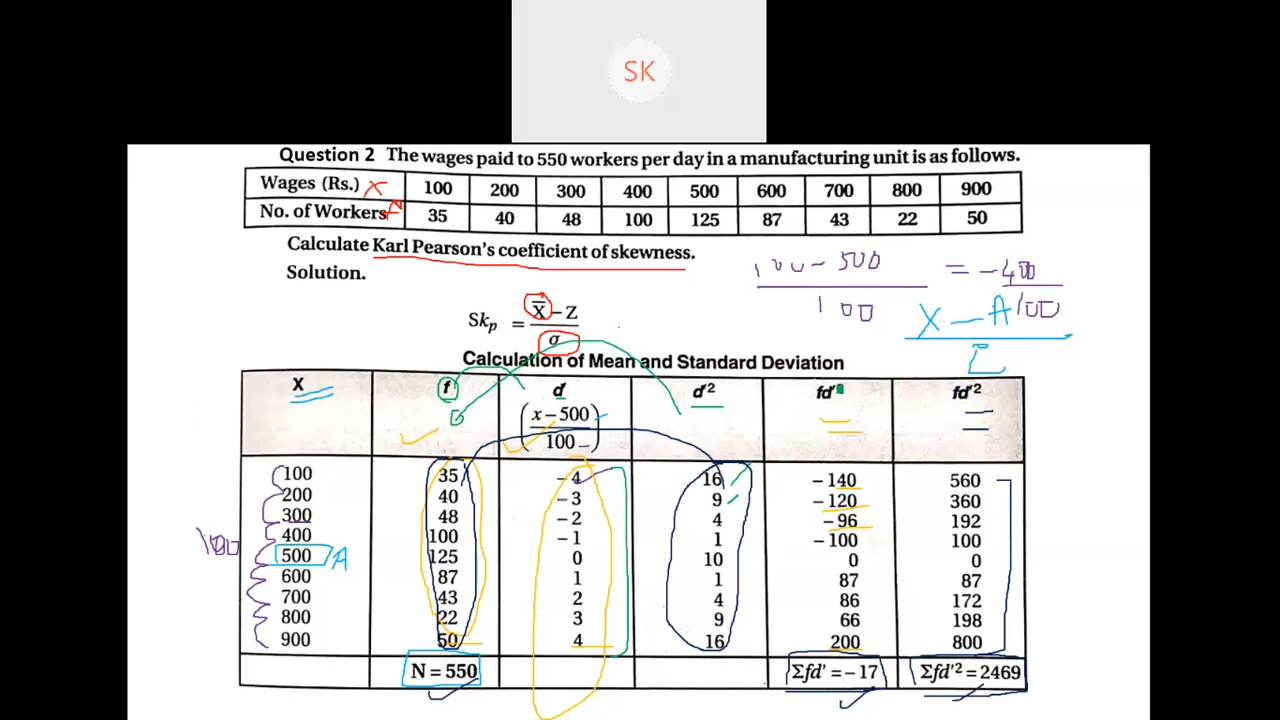 SK
Question 2 The wages paid to 550 workers per day in a manufacturing unit is as follows.
Wages (Rs.) X 100 200 300 400 500 600 700 800 900
No. of Workers f 35 40 48 100 125 87 43 22 50
Calculate Karl Pearson's coefficient of skewness.
Solution.
100 - 500 / 100 = -400 / 100
X - A / i
Skp = X̄ - Z / σ
Calculation of Mean and Standard Deviation
X f d' d'2 fd' fd'2
(x - 500 / 100)
100 35 -4 16 -140 560
200 40 -3 9 -120 360
300 48 -2 4 -96 192
400 100 -1 1 -100 100
500 A 125 0 10 0 0
600 87 1 1 87 87
700 43 2 4 86 172
800 22 3 9 66 198
900 50 4 16 200 800
100
N = 550 Σfd' = -17 Σfd'2 = 2469